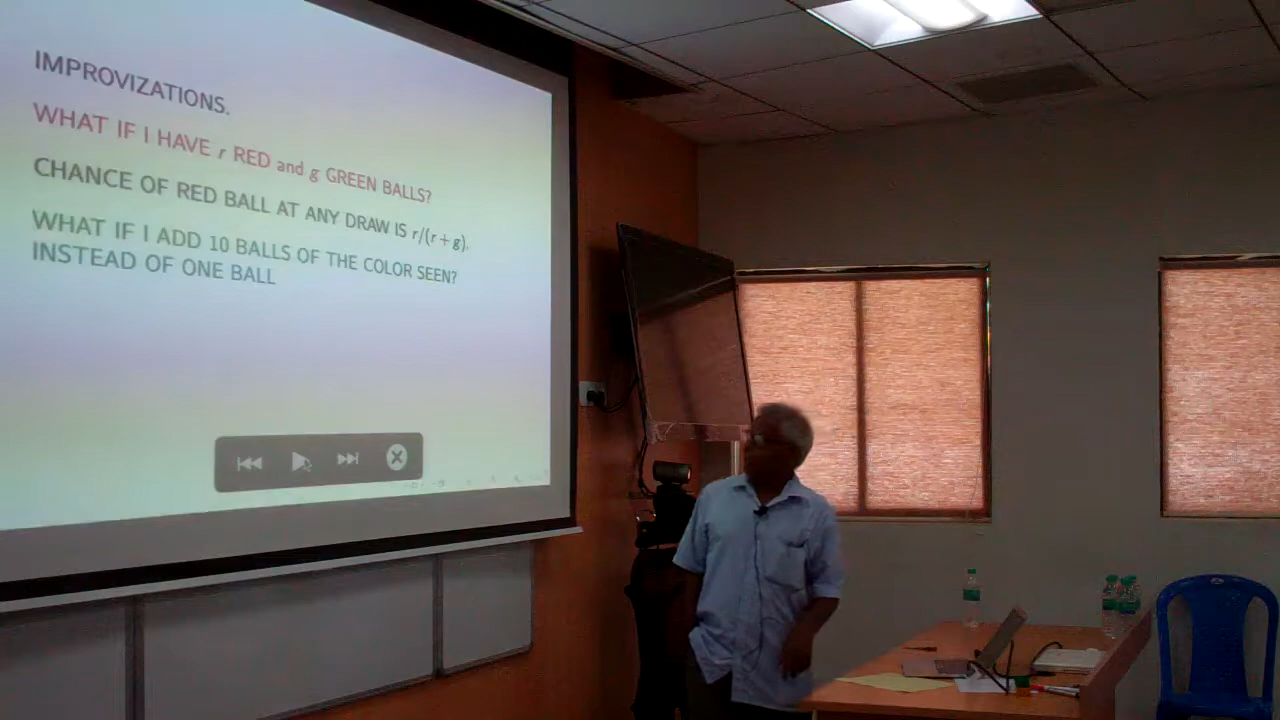 IMPROVIZATIONS.
WHAT IF I HAVE r RED and g GREEN BALLS?
CHANCE OF RED BALL AT ANY DRAW IS r/(r + g).
WHAT IF I ADD 10 BALLS OF THE COLOR SEEN?
INSTEAD OF ONE BALL